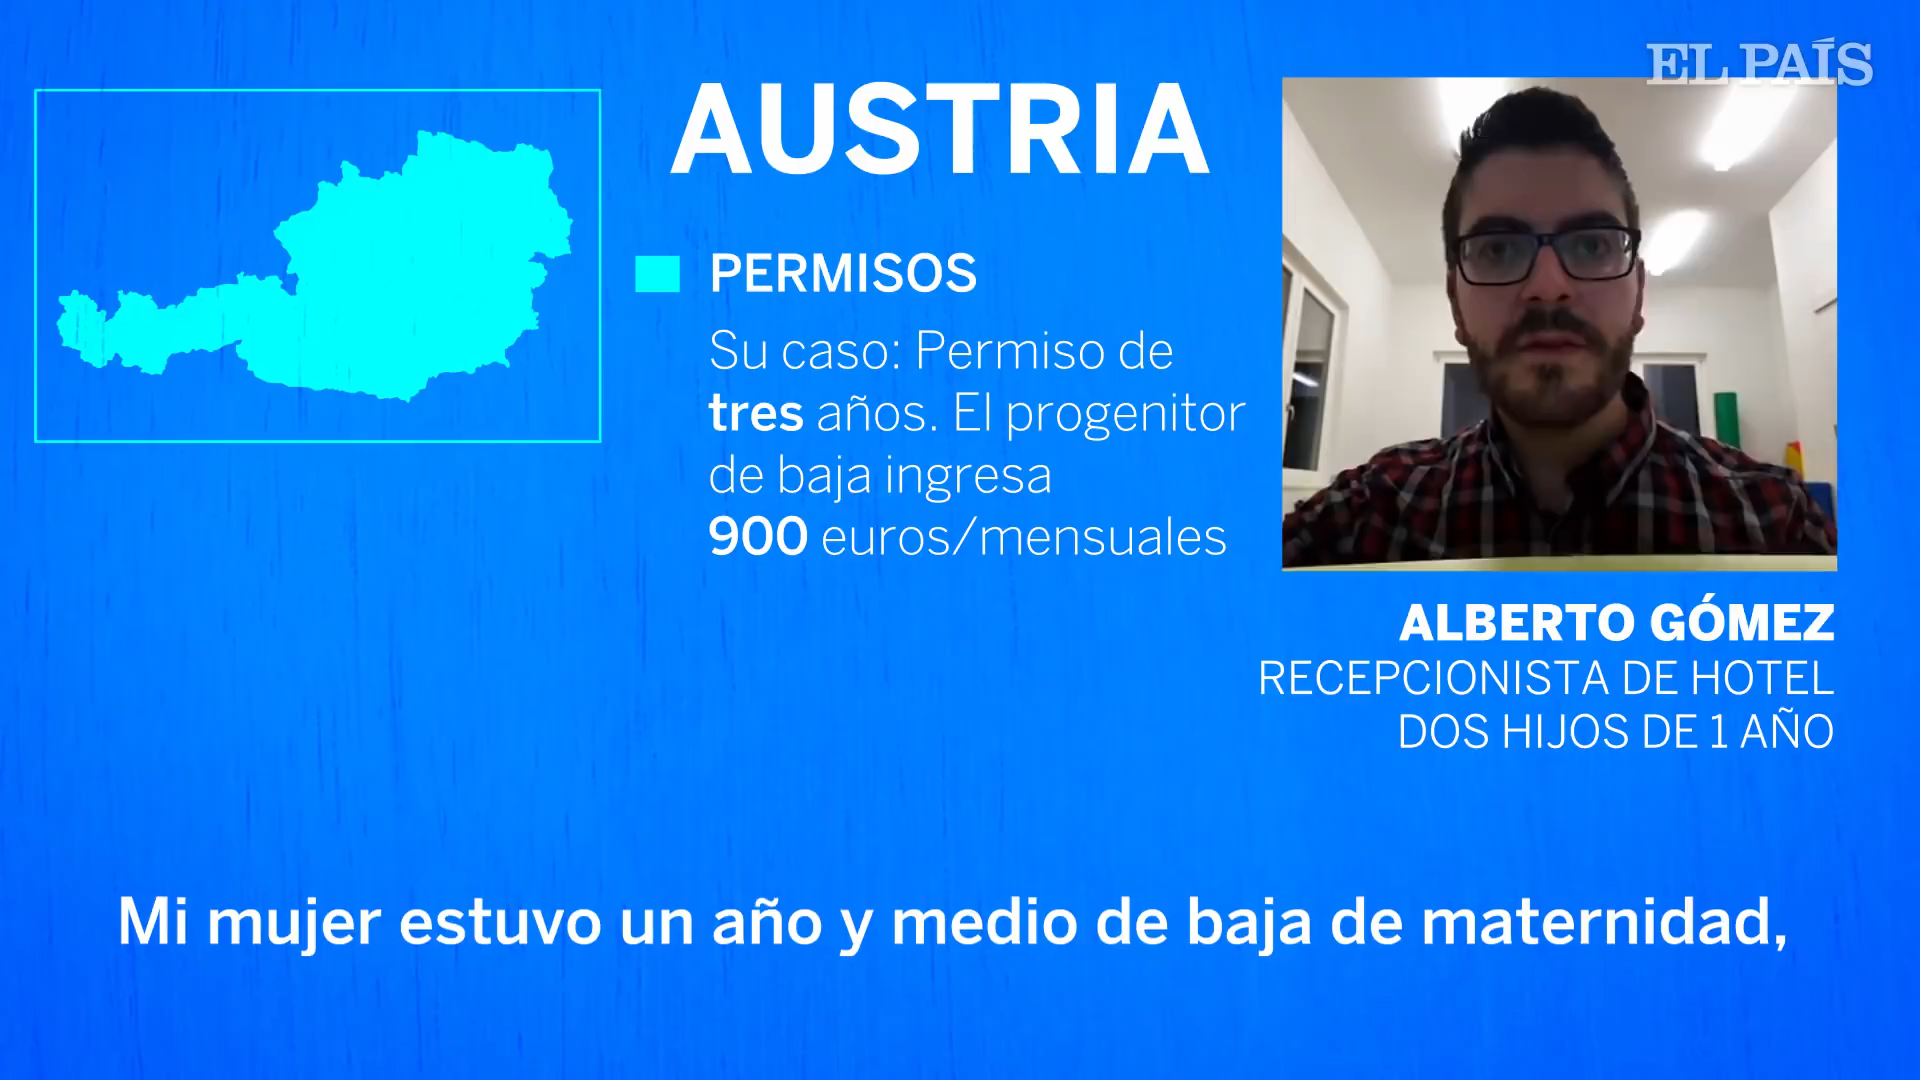 EL PAÍS
AUSTRIA
PERMISOS
Su caso: Permiso de
tres años. El progenitor
de baja ingresa
900 euros/mensuales
ALBERTO GÓMEZ
RECEPCIONISTA DE HOTEL
DOS HIJOS DE 1 AÑO
Mi mujer estuvo un año y medio de baja de maternidad,